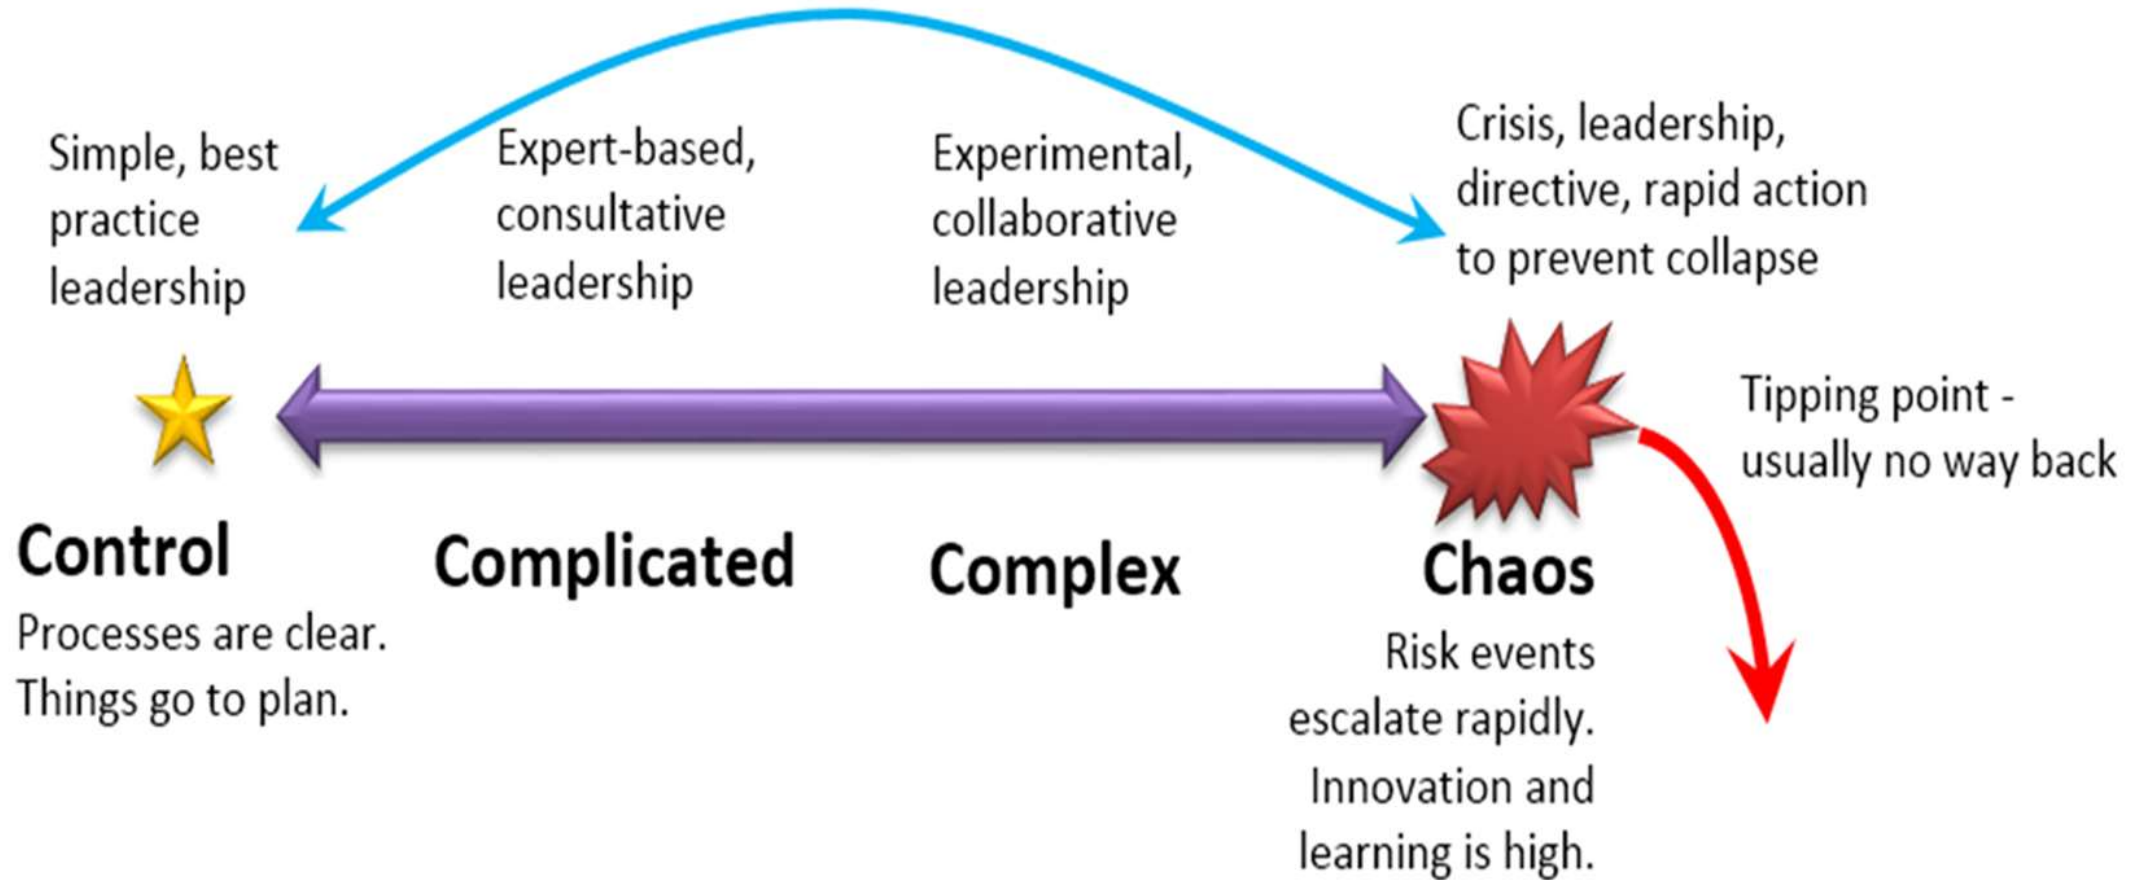 Simple, best
practice
leadership
Expert-based,
consultative
leadership
Experimental,
collaborative
leadership
Crisis, leadership,
directive, rapid action
to prevent collapse
Tipping point -
usually no way back
Control
Processes are clear.
Things go to plan.
Complicated
Complex
Chaos
Risk events
escalate rapidly.
Innovation and
learning is high.